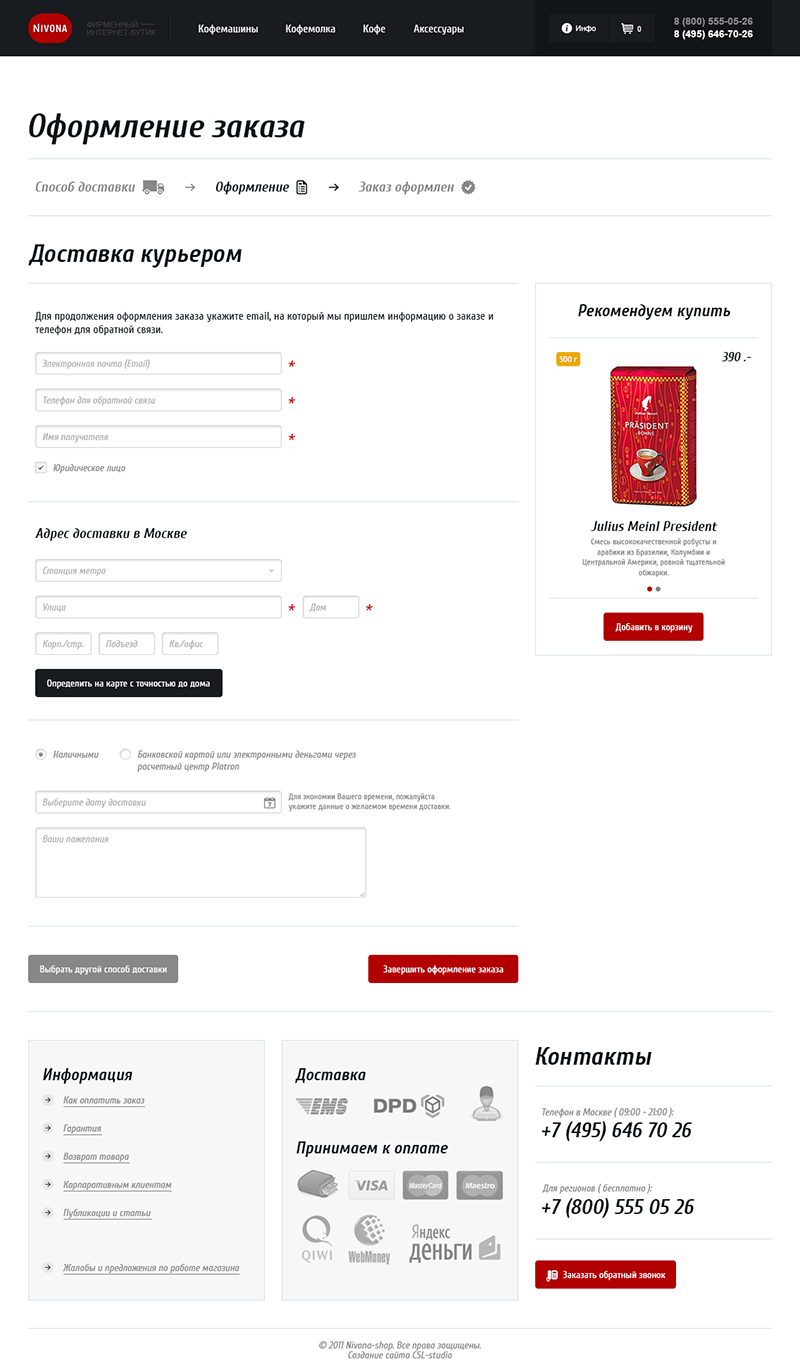 NIVONA
ФИРМЕННЫЙ
ИНТЕРНЕТ-БУТИК
Кофемашины
Кофемолка
Кофе
Аксессуары
Инфо
0
8 (800) 555-05-26
8 (495) 646-70-26
Оформление заказа
Способ доставки
Оформление
Заказ оформлен
Доставка курьером
Для продолжения оформления заказа укажите email, на который мы пришлем информацию о заказе и
телефон для обратной связи.
Электронная почта (Email) *
Телефон для обратной связи *
Имя получателя *
Юридическое лицо
Адрес доставки в Москве
Станция метро
Улица * Дом *
Корп./стр. Подъезд Кв./офис
Определить на карте с точностью до дома
Наличными
Банковской картой или электронными деньгами через
расчетный центр Platron
Выберите дату доставки
7
Для экономии Вашего времени, пожалуйста
укажите данные о желаемом времени доставки.
Ваши пожелания
Выбрать другой способ доставки
Завершить оформление заказа
Рекомендуем купить
500 г
390 .-
Julius Meinl
PRÄSIDENT
BOHNE
Julius Meinl President
Смесь высококачественной робусты и
арабики из Бразилии, Колумбии и
Центральной Америки, ровной тщательной
обжарки.
Добавить в корзину
Информация
Как оплатить заказ
Гарантия
Возврат товара
Корпаративным клиентам
Публикации и статьи
Жалобы и предложения по работе магазина
Доставка
EMS
DPD
Принимаем к оплате
VISA
MasterCard
Maestro
QIWI
WebMoney
Яндекс
деньги
Контакты
Телефон в Москве ( 09:00 - 21:00 ):
+7 (495) 646 70 26
Для регионов ( бесплатно ):
+7 (800) 555 05 26
Заказать обратный звонок
© 2011 Nivona-shop. Все права защищены.
Создание сайта CSL-studio